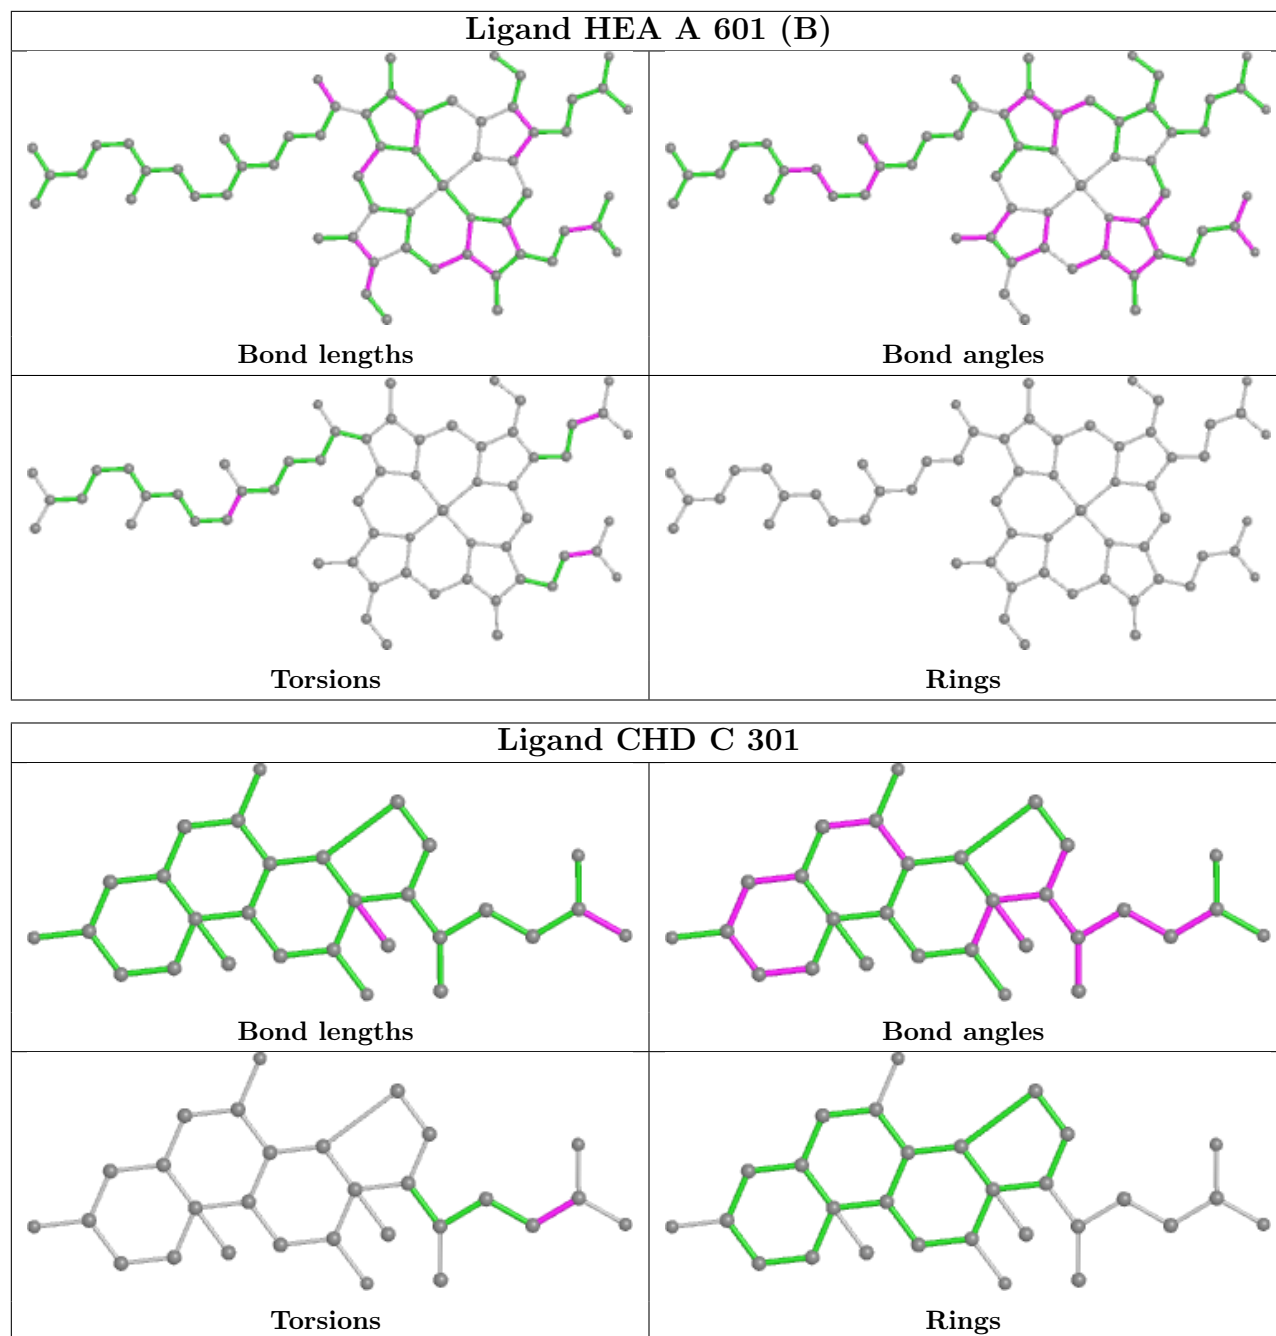 Ligand HEA A 601 (B)
Bond lengths
Bond angles
Torsions
Rings
Ligand CHD C 301
Bond lengths
Bond angles
Torsions
Rings